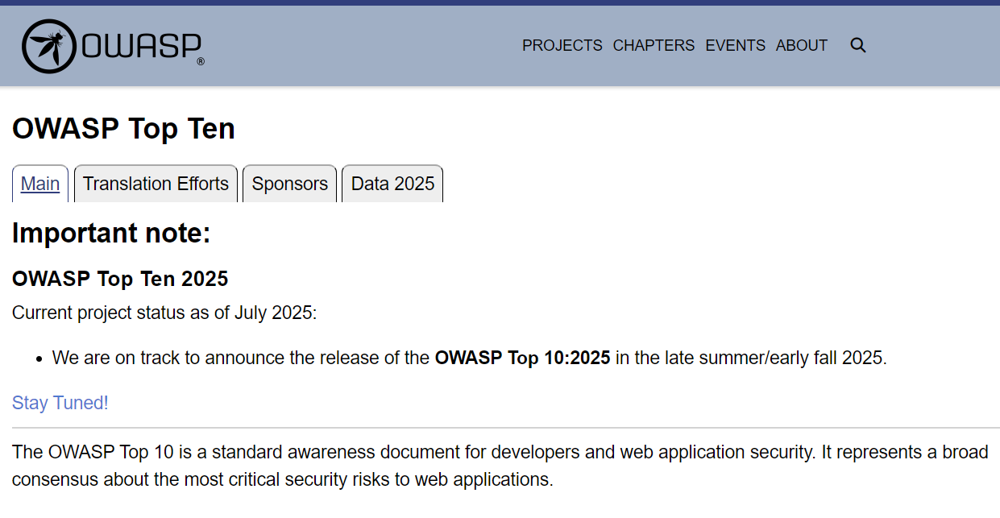 OWASP®
PROJECTS CHAPTERS EVENTS ABOUT
OWASP Top Ten
Main Translation Efforts Sponsors Data 2025
Important note:
OWASP Top Ten 2025
Current project status as of July 2025:
• We are on track to announce the release of the OWASP Top 10:2025 in the late summer/early fall 2025.
Stay Tuned!
The OWASP Top 10 is a standard awareness document for developers and web application security. It represents a broad
consensus about the most critical security risks to web applications.